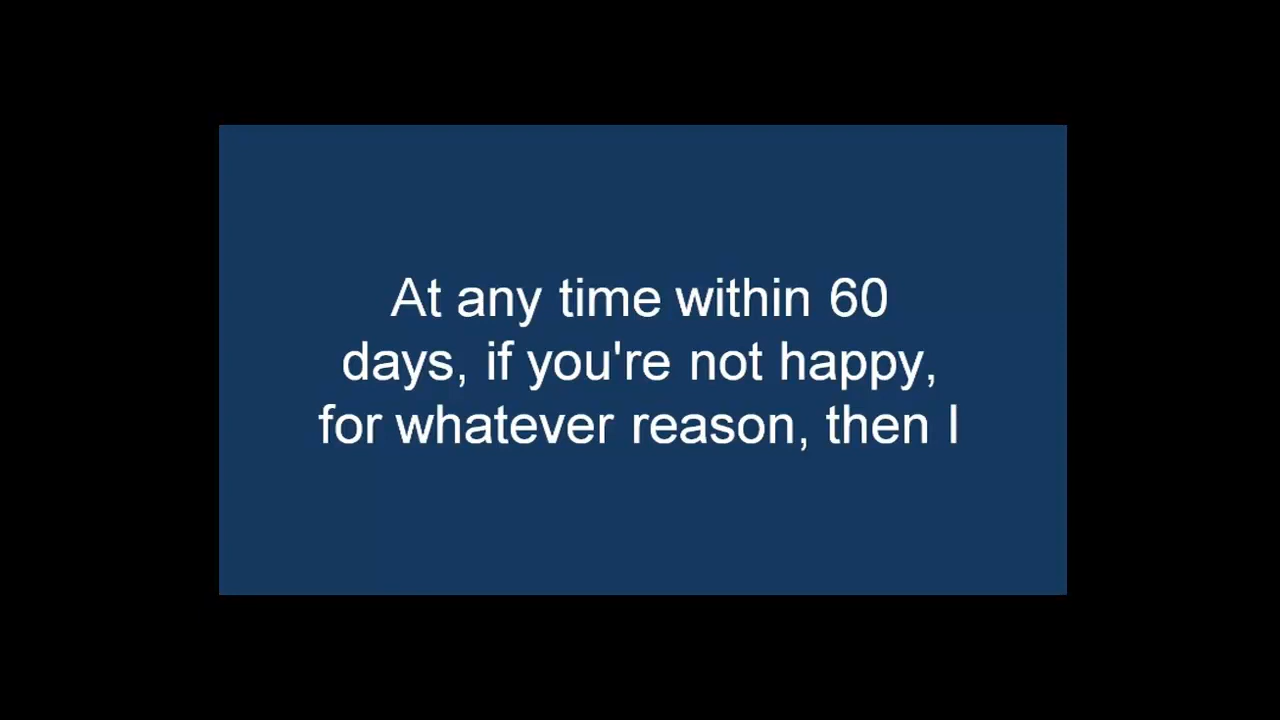 At any time within 60
days, if you're not happy,
for whatever reason, then I